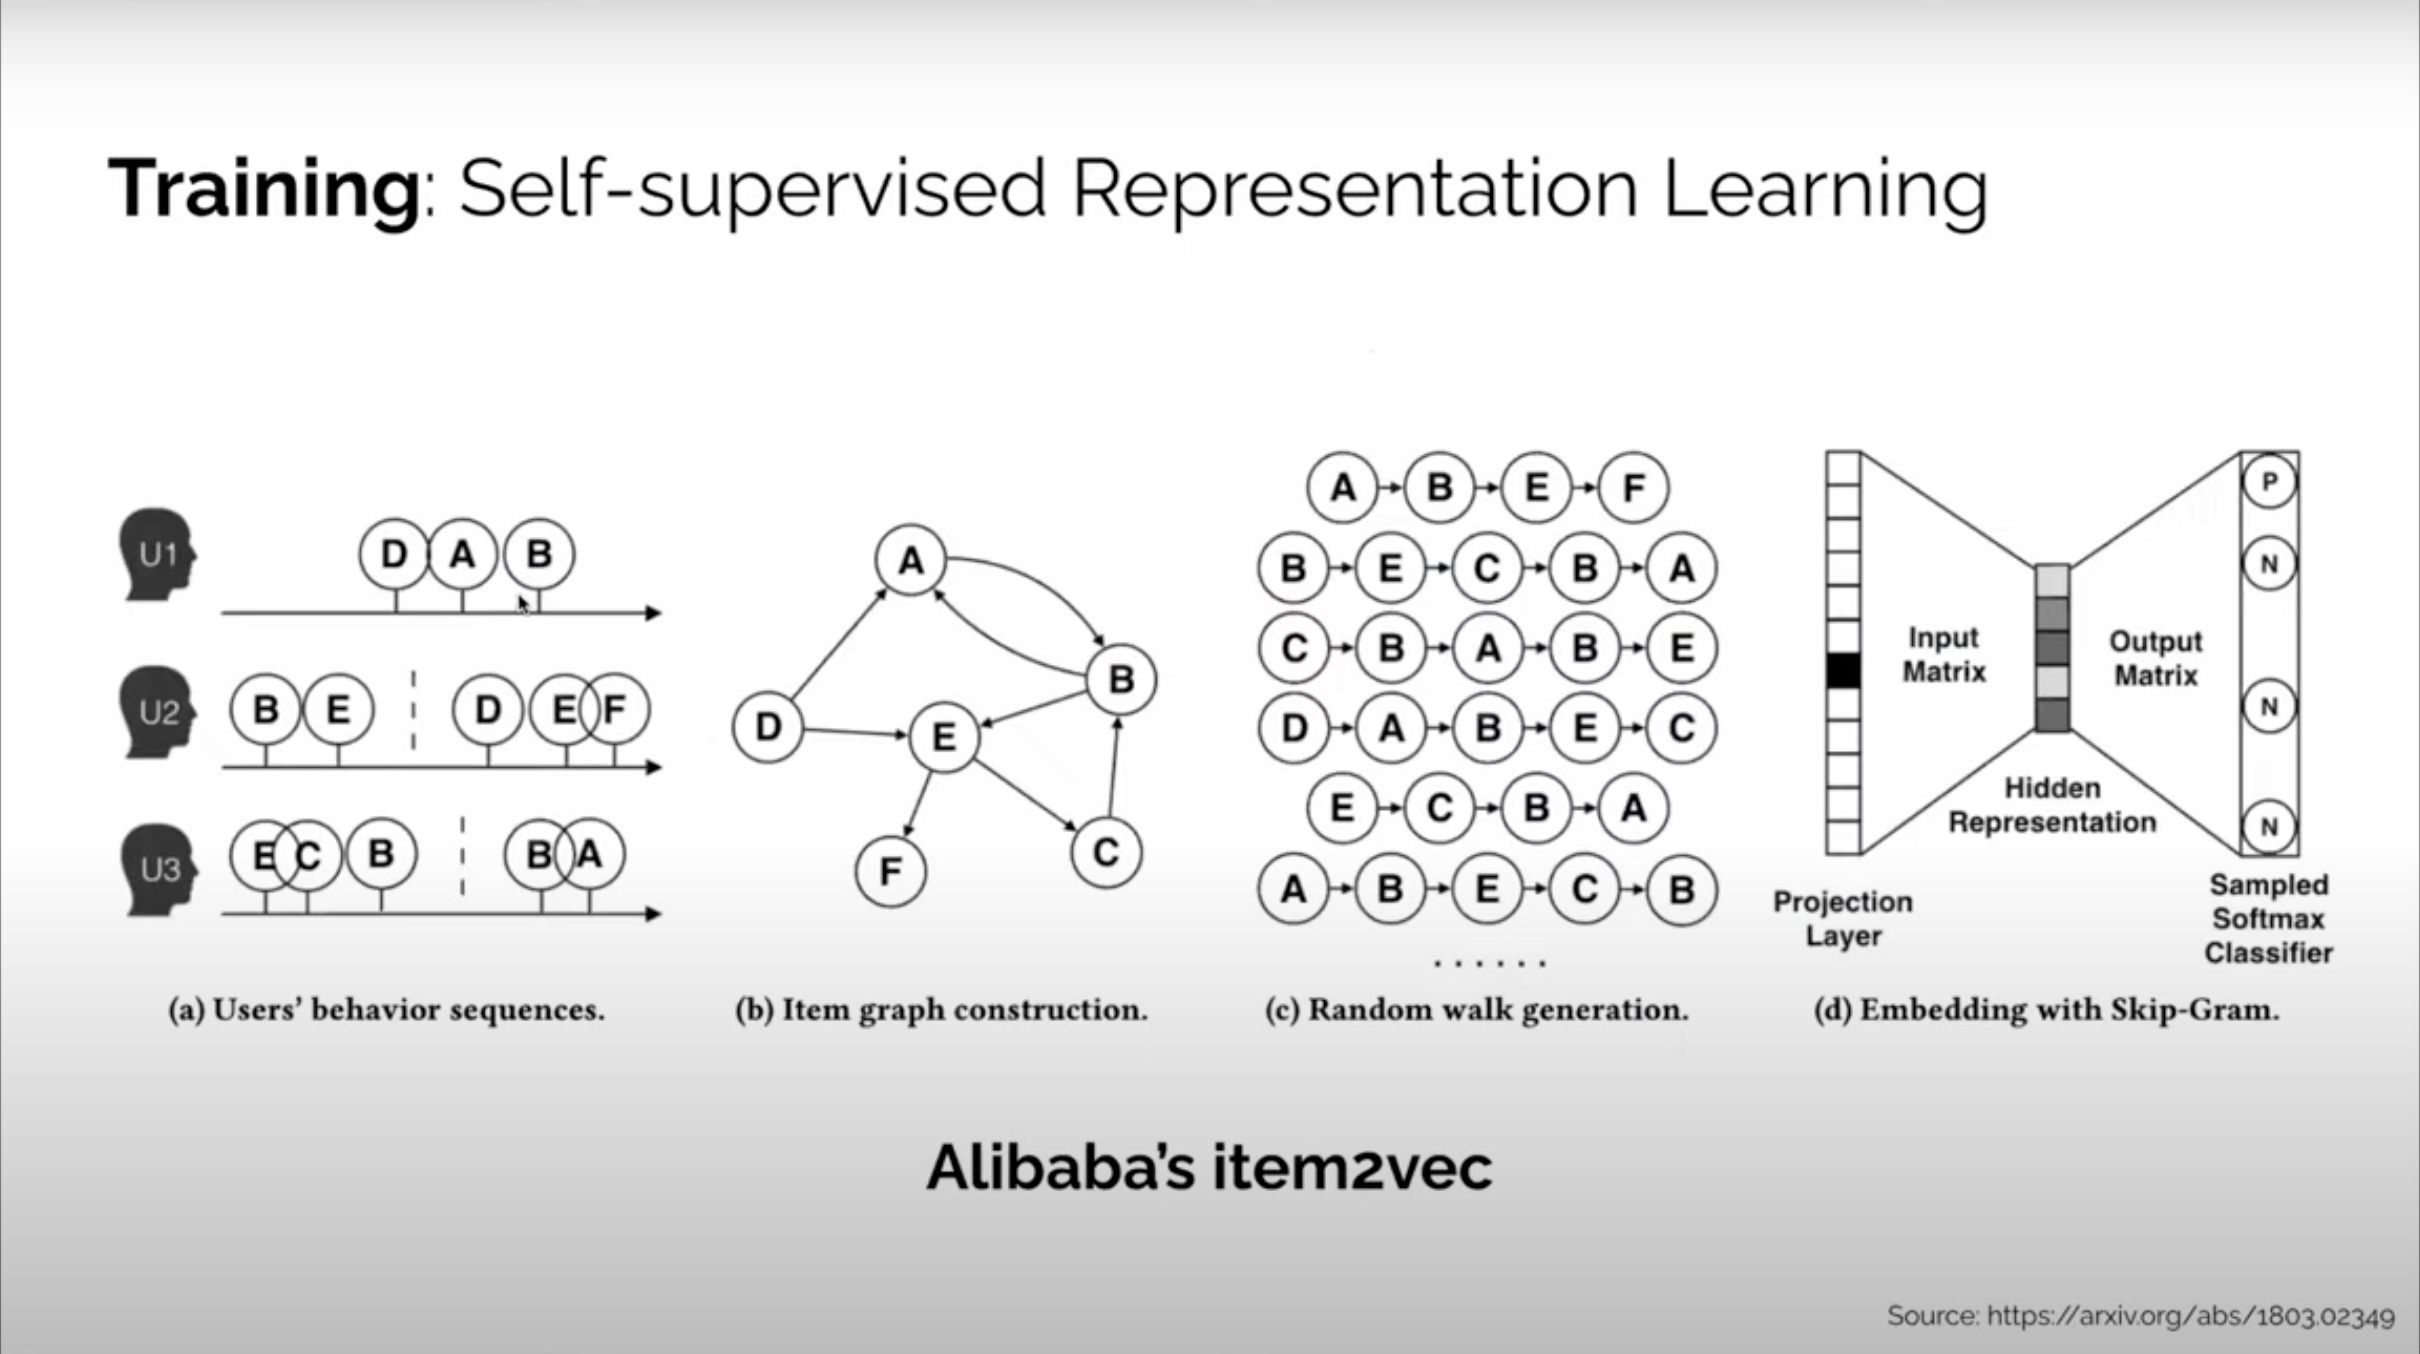 Training: Self-supervised Representation Learning
U1
D A B
U2
B E D E F
U3
E C B B A
(a) Users’ behavior sequences.
A
B
D
E
F
C
(b) Item graph construction.
A B E F
B E C B A
C B A B E
D A B E C
E C B A
A B E C B
. . . . . .
(c) Random walk generation.
Input
Matrix
Output
Matrix
Hidden
Representation
Projection
Layer
P
N
N
N
Sampled
Softmax
Classifier
(d) Embedding with Skip-Gram.
Alibaba’s item2vec
Source: https://arxiv.org/abs/1803.02349